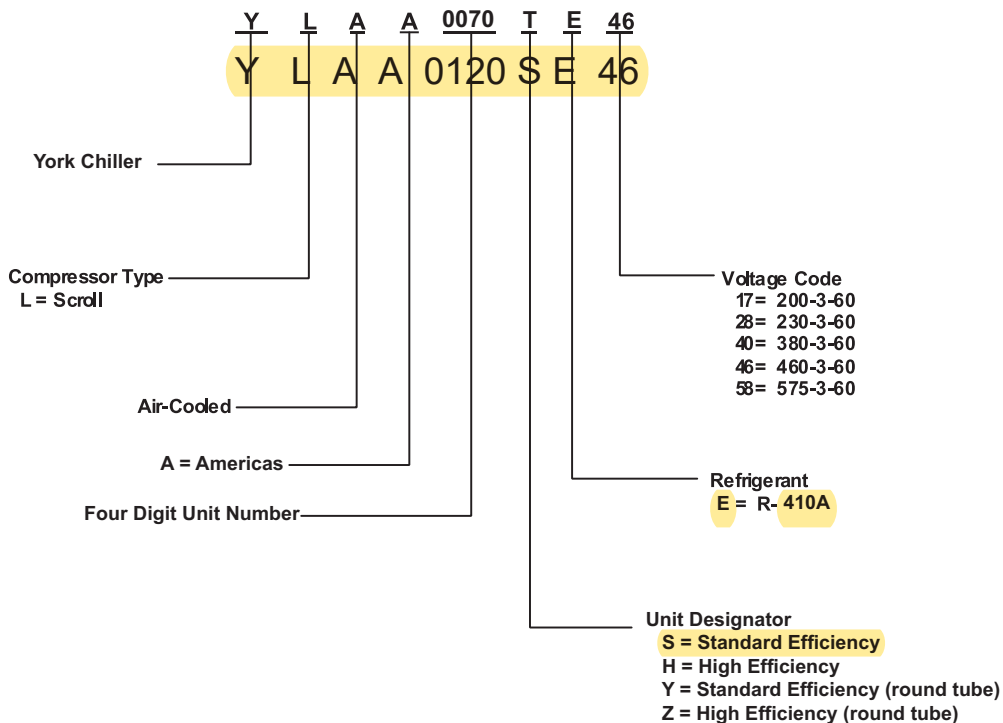 Y L A A 0070 T E 46
Y L A A 0120 S E 46
York Chiller
Compressor Type
L = Scroll
Voltage Code
17= 200-3-60
28= 230-3-60
40= 380-3-60
46= 460-3-60
58= 575-3-60
Air-Cooled
A = Americas
Refrigerant
E = R-410A
Four Digit Unit Number
Unit Designator
S = Standard Efficiency
H = High Efficiency
Y = Standard Efficiency (round tube)
Z = High Efficiency (round tube)